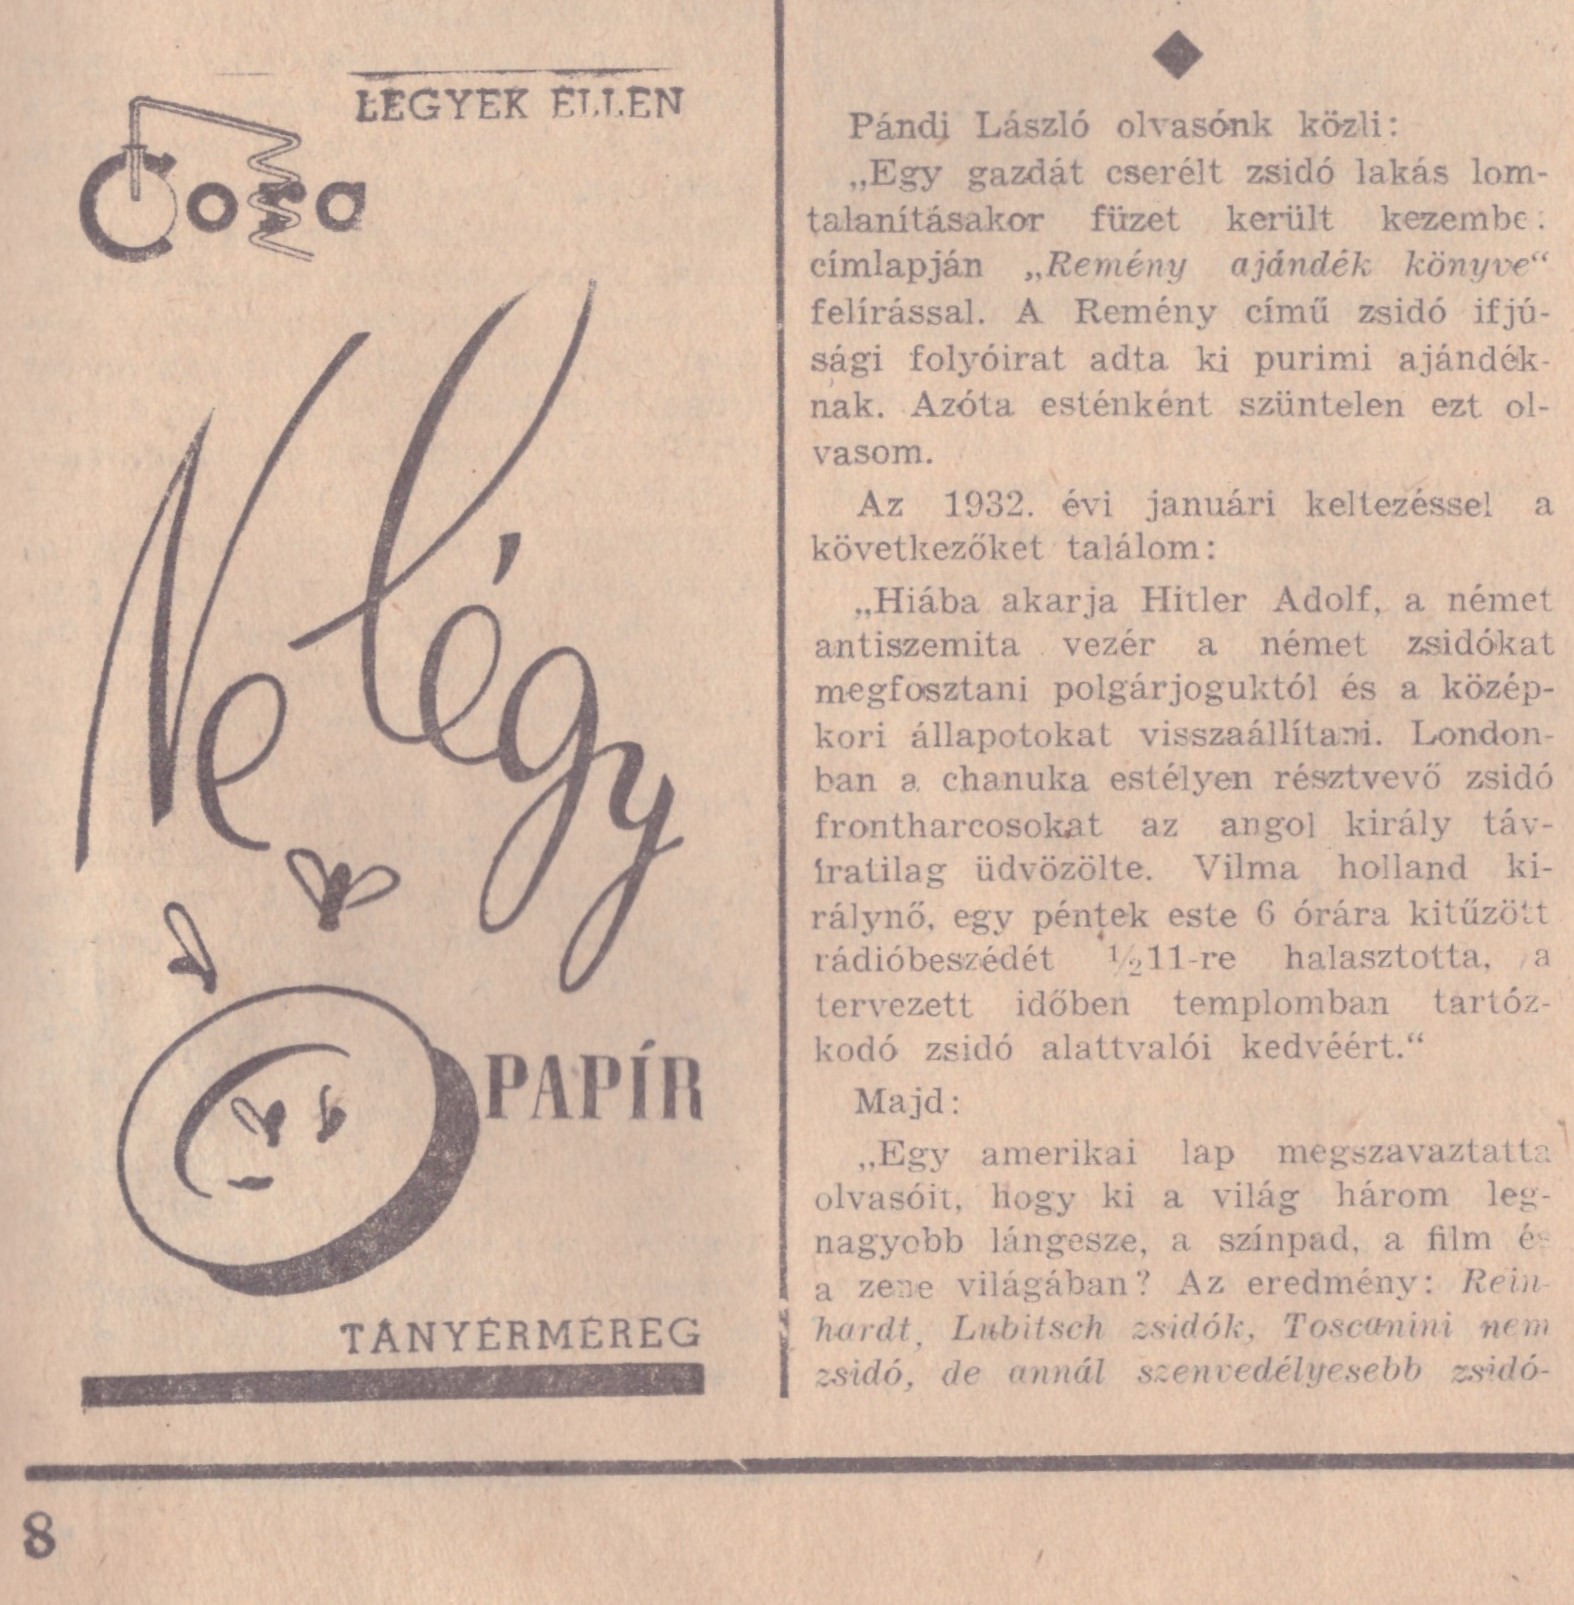 LEGYEK ELLEN
Cora
Ne légy
PAPÍR
TÁNYÉRMÉREG
8
Pándi László olvasónk közli:
„Egy gazdát cserélt zsidó lakás lom-
talanításakor füzet került kezembe:
címlapján „Remény ajándék könyve“
felírással. A Remény című zsidó ifjú-
sági folyóirat adta ki purimi ajándék-
nak. Azóta esténként szüntelen ezt ol-
vasom.
Az 1932. évi januári keltezéssel a
következőket találom:
„Hiába akarja Hitler Adolf, a német
antiszemita vezér a német zsidókat
megfosztani polgárjoguktól és a közép-
kori állapotokat visszaállítani. London-
ban a chanuka estélyen résztvevő zsidó
frontharcosokat az angol király táv-
iratilag üdvözölte. Vilma holland ki-
rálynő, egy péntek este 6 órára kitűzött
rádióbeszédét ½11-re halasztotta, a
tervezett időben templomban tartóz-
kodó zsidó alattvalói kedvéért.“
Majd:
„Egy amerikai lap megszavaztatta
olvasóit, hogy ki a világ három leg-
nagyobb lángesze, a színpad, a film és
a zene világában? Az eredmény: Rein-
hardt, Lubitsch zsidók, Toscanini nem
zsidó, de annál szenvedélyesebb zsidó-